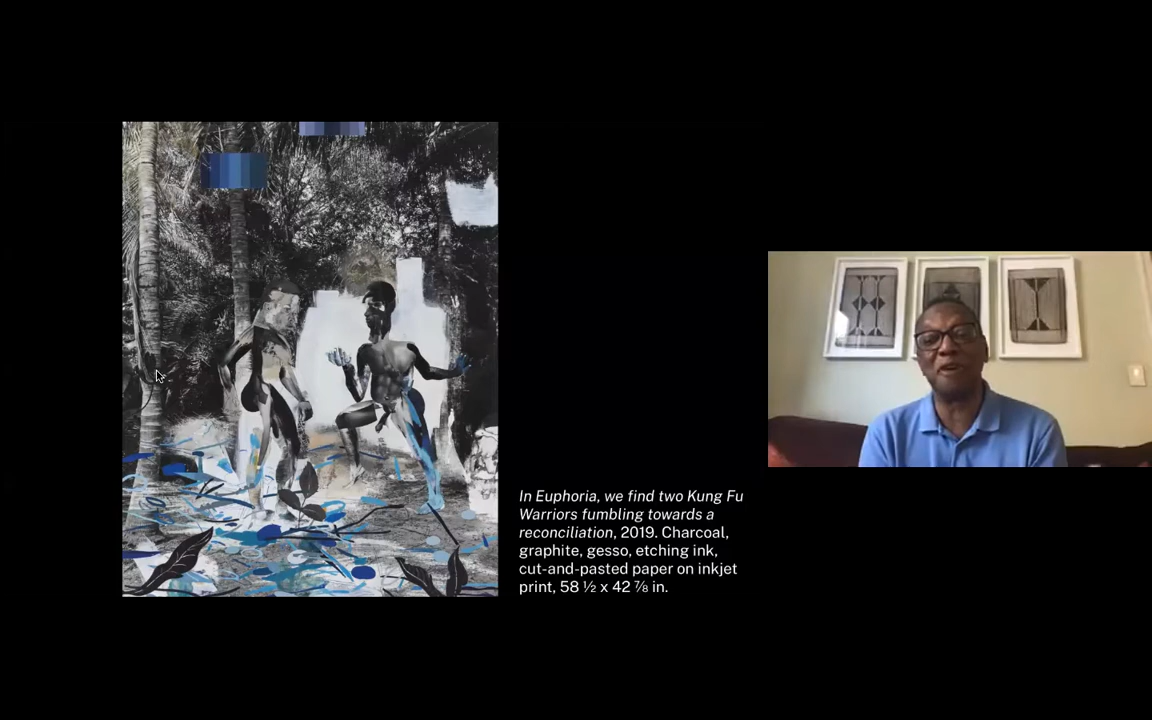 In Euphoria, we find two Kung Fu
Warriors fumbling towards a
reconciliation, 2019. Charcoal,
graphite, gesso, etching ink,
cut-and-pasted paper on inkjet
print, 58 ½ x 42 ⅞ in.